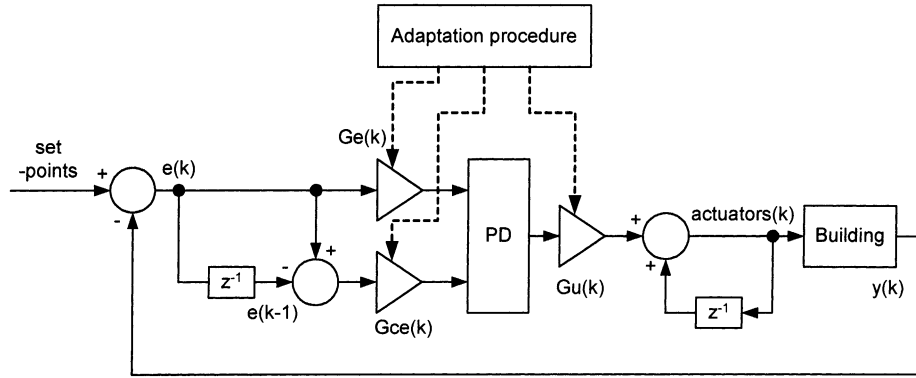 Adaptation procedure
Ge(k)
set
-points
+
e(k)
-
+
-
z⁻¹
e(k-1)
Gce(k)
PD
Gu(k)
+
+
actuators(k)
z⁻¹
Building
y(k)